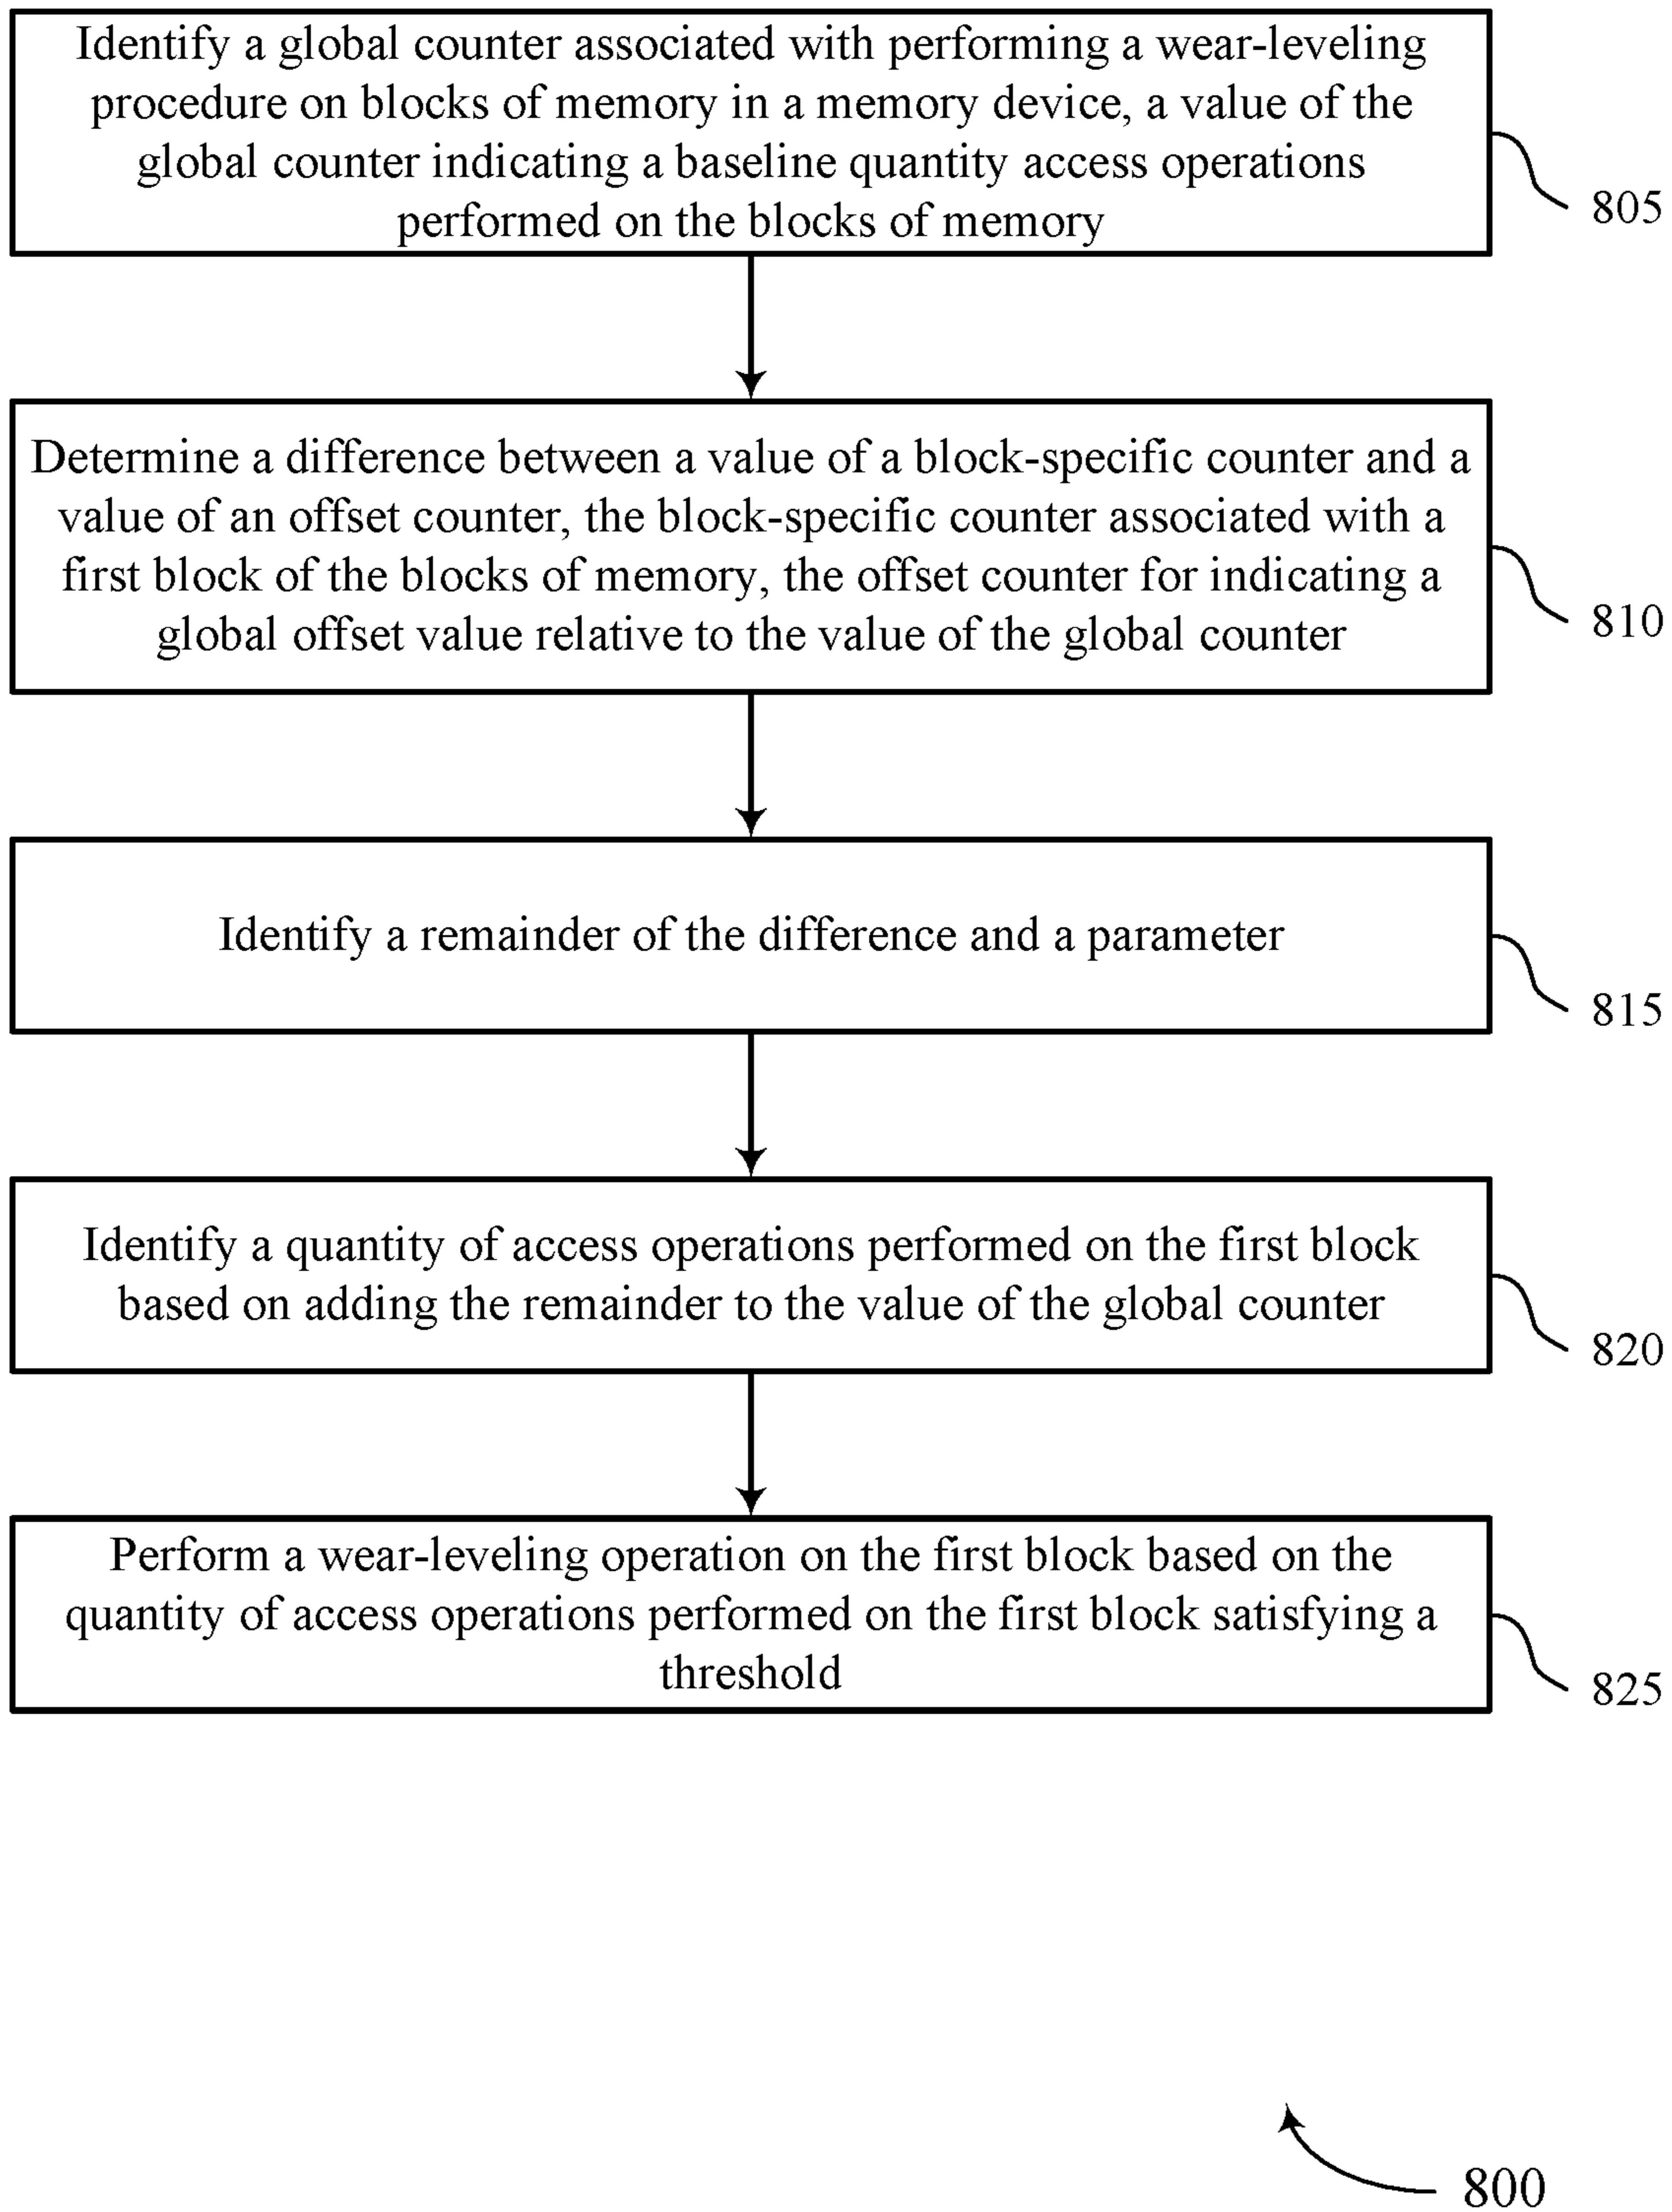 Identify a global counter associated with performing a wear-leveling
procedure on blocks of memory in a memory device, a value of the
global counter indicating a baseline quantity access operations
performed on the blocks of memory
805
Determine a difference between a value of a block-specific counter and a
value of an offset counter, the block-specific counter associated with a
first block of the blocks of memory, the offset counter for indicating a
global offset value relative to the value of the global counter
810
Identify a remainder of the difference and a parameter
815
Identify a quantity of access operations performed on the first block
based on adding the remainder to the value of the global counter
820
Perform a wear-leveling operation on the first block based on the
quantity of access operations performed on the first block satisfying a
threshold
825
800